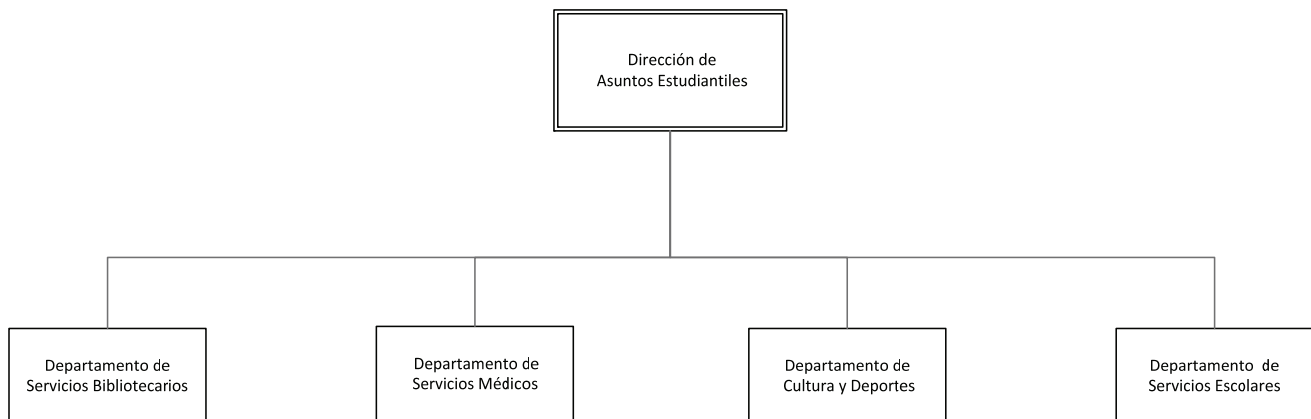 Dirección de
Asuntos Estudiantiles
Departamento de
Servicios Bibliotecarios
Departamento de
Servicios Médicos
Departamento de
Cultura y Deportes
Departamento de
Servicios Escolares